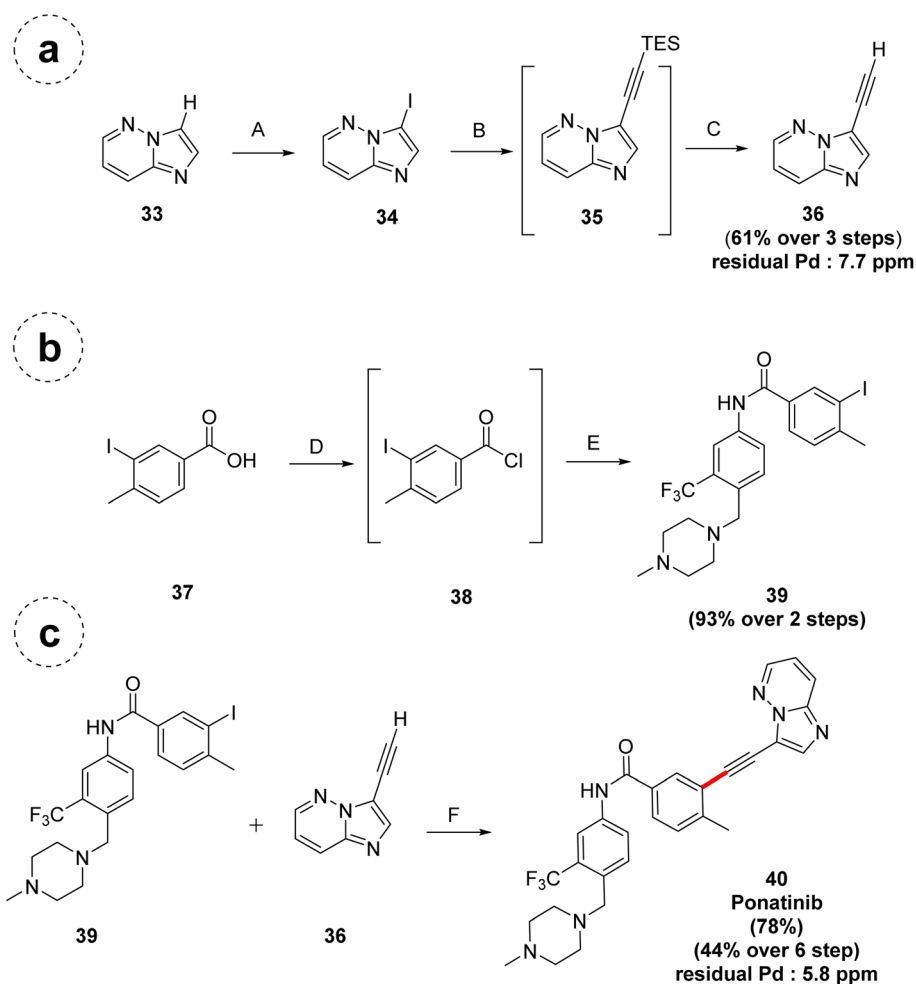 a
TES
H
H
I
A
B
C
N
N
N
N
N
N
N
N
N
N
N
N
33
34
35
36
(61% over 3 steps)
residual Pd : 7.7 ppm
b
O
I
OH
D
O
I
Cl
E
O
HN
I
F3C
N
N
37
38
39
(93% over 2 steps)
c
O
HN
I
F3C
N
N
39
+
H
N
N
N
36
F
N
N
N
O
HN
F3C
N
N
40
Ponatinib
(78%)
(44% over 6 step)
residual Pd : 5.8 ppm